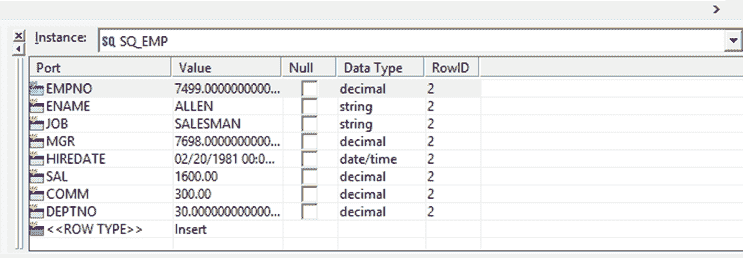 Instance: SQ SQ_EMP
Port Value Null Data Type RowID
EMPNO 7499.0000000000... decimal 2
ENAME ALLEN string 2
JOB SALESMAN string 2
MGR 7698.0000000000... decimal 2
HIREDATE 02/20/1981 00:0... date/time 2
SAL 1600.00 decimal 2
COMM 300.00 decimal 2
DEPTNO 30.000000000000... decimal 2
<<ROW TYPE>> Insert